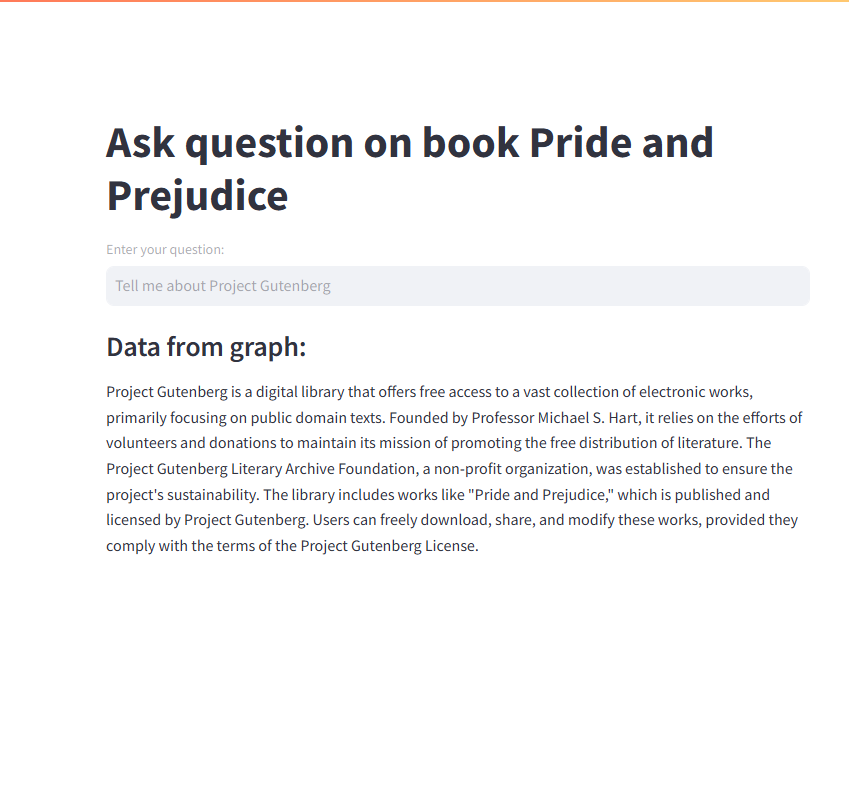 Ask question on book Pride and
Prejudice
Enter your question:
Tell me about Project Gutenberg
Data from graph:
Project Gutenberg is a digital library that offers free access to a vast collection of electronic works,
primarily focusing on public domain texts. Founded by Professor Michael S. Hart, it relies on the efforts of
volunteers and donations to maintain its mission of promoting the free distribution of literature. The
Project Gutenberg Literary Archive Foundation, a non-profit organization, was established to ensure the
project's sustainability. The library includes works like "Pride and Prejudice," which is published and
licensed by Project Gutenberg. Users can freely download, share, and modify these works, provided they
comply with the terms of the Project Gutenberg License.